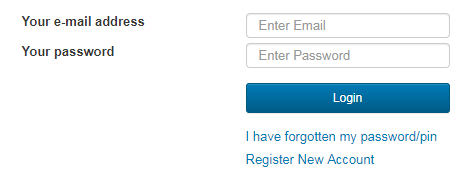 Your e-mail address Enter Email
Your password Enter Password
Login
I have forgotten my password/pin
Register New Account